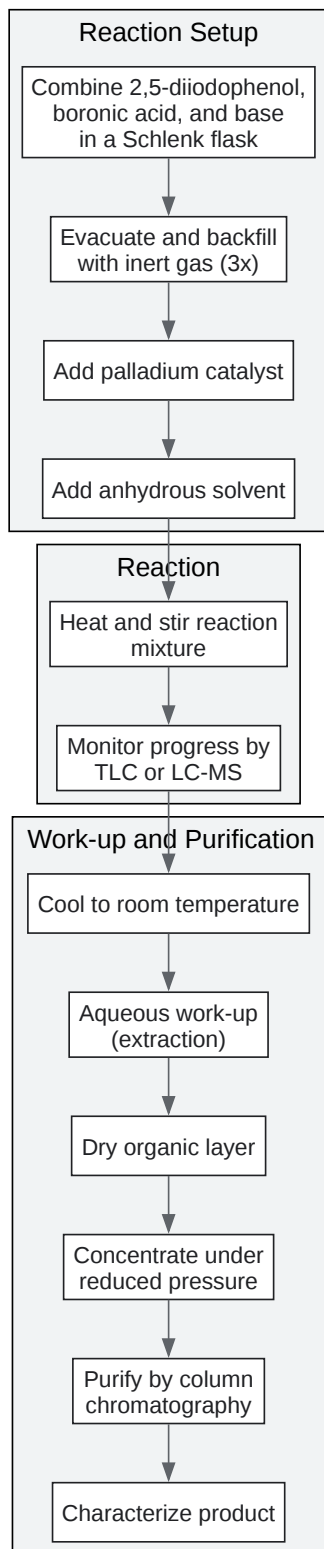 Reaction Setup
Combine 2,5-diiodophenol,
boronic acid, and base
in a Schlenk flask
Evacuate and backfill
with inert gas (3x)
Add palladium catalyst
Add anhydrous solvent
Reaction
Heat and stir reaction
mixture
Monitor progress by
TLC or LC-MS
Work-up and Purification
Cool to room temperature
Aqueous work-up
(extraction)
Dry organic layer
Concentrate under
reduced pressure
Purify by column
chromatography
Characterize product